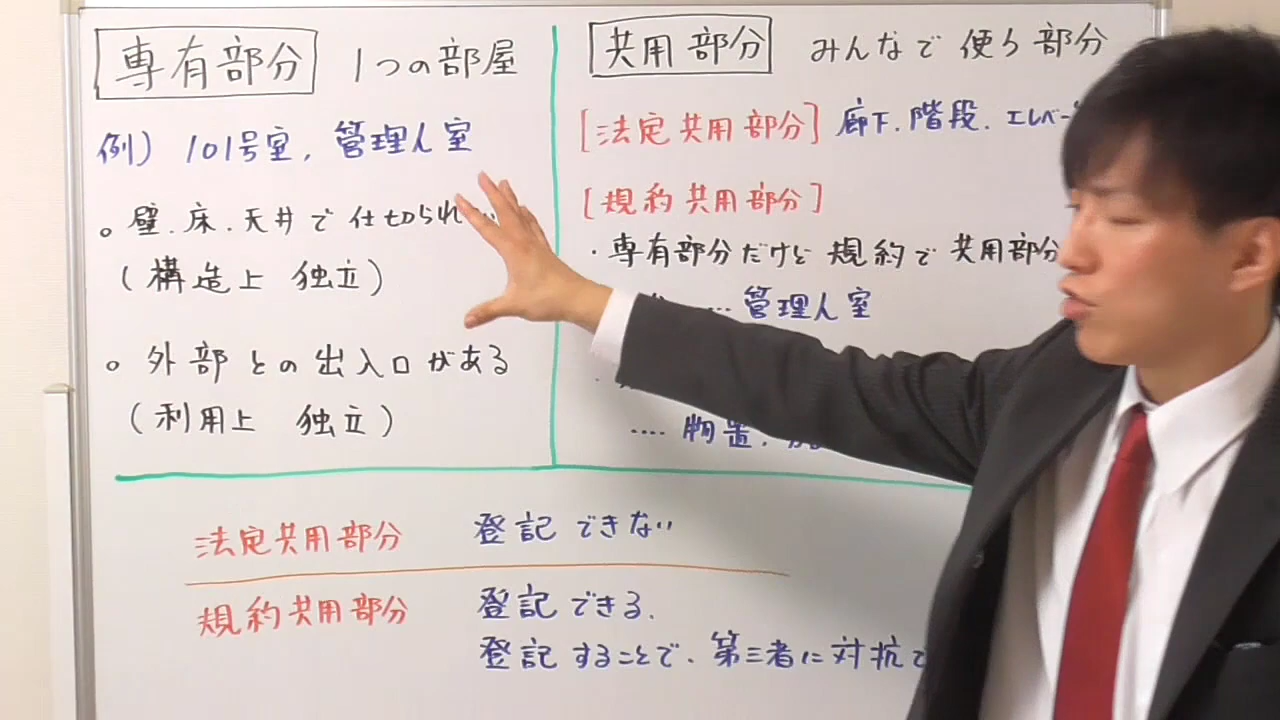 専有部分 1つの部屋
例) 101号室, 管理人室
。壁.床.天井で仕切られ
(構造上 独立)
。外部との出入口がある
(利用上 独立)
共用部分 みんなで使う部分
[法定共用部分] 廊下.階段.エレベ
[規約共用部分]
・専有部分だけど規約で共用部分
… 管理人室
…. 物置.
法定共用部分 登記できない
規約共用部分 登記できる.
登記することで、第三者に対抗